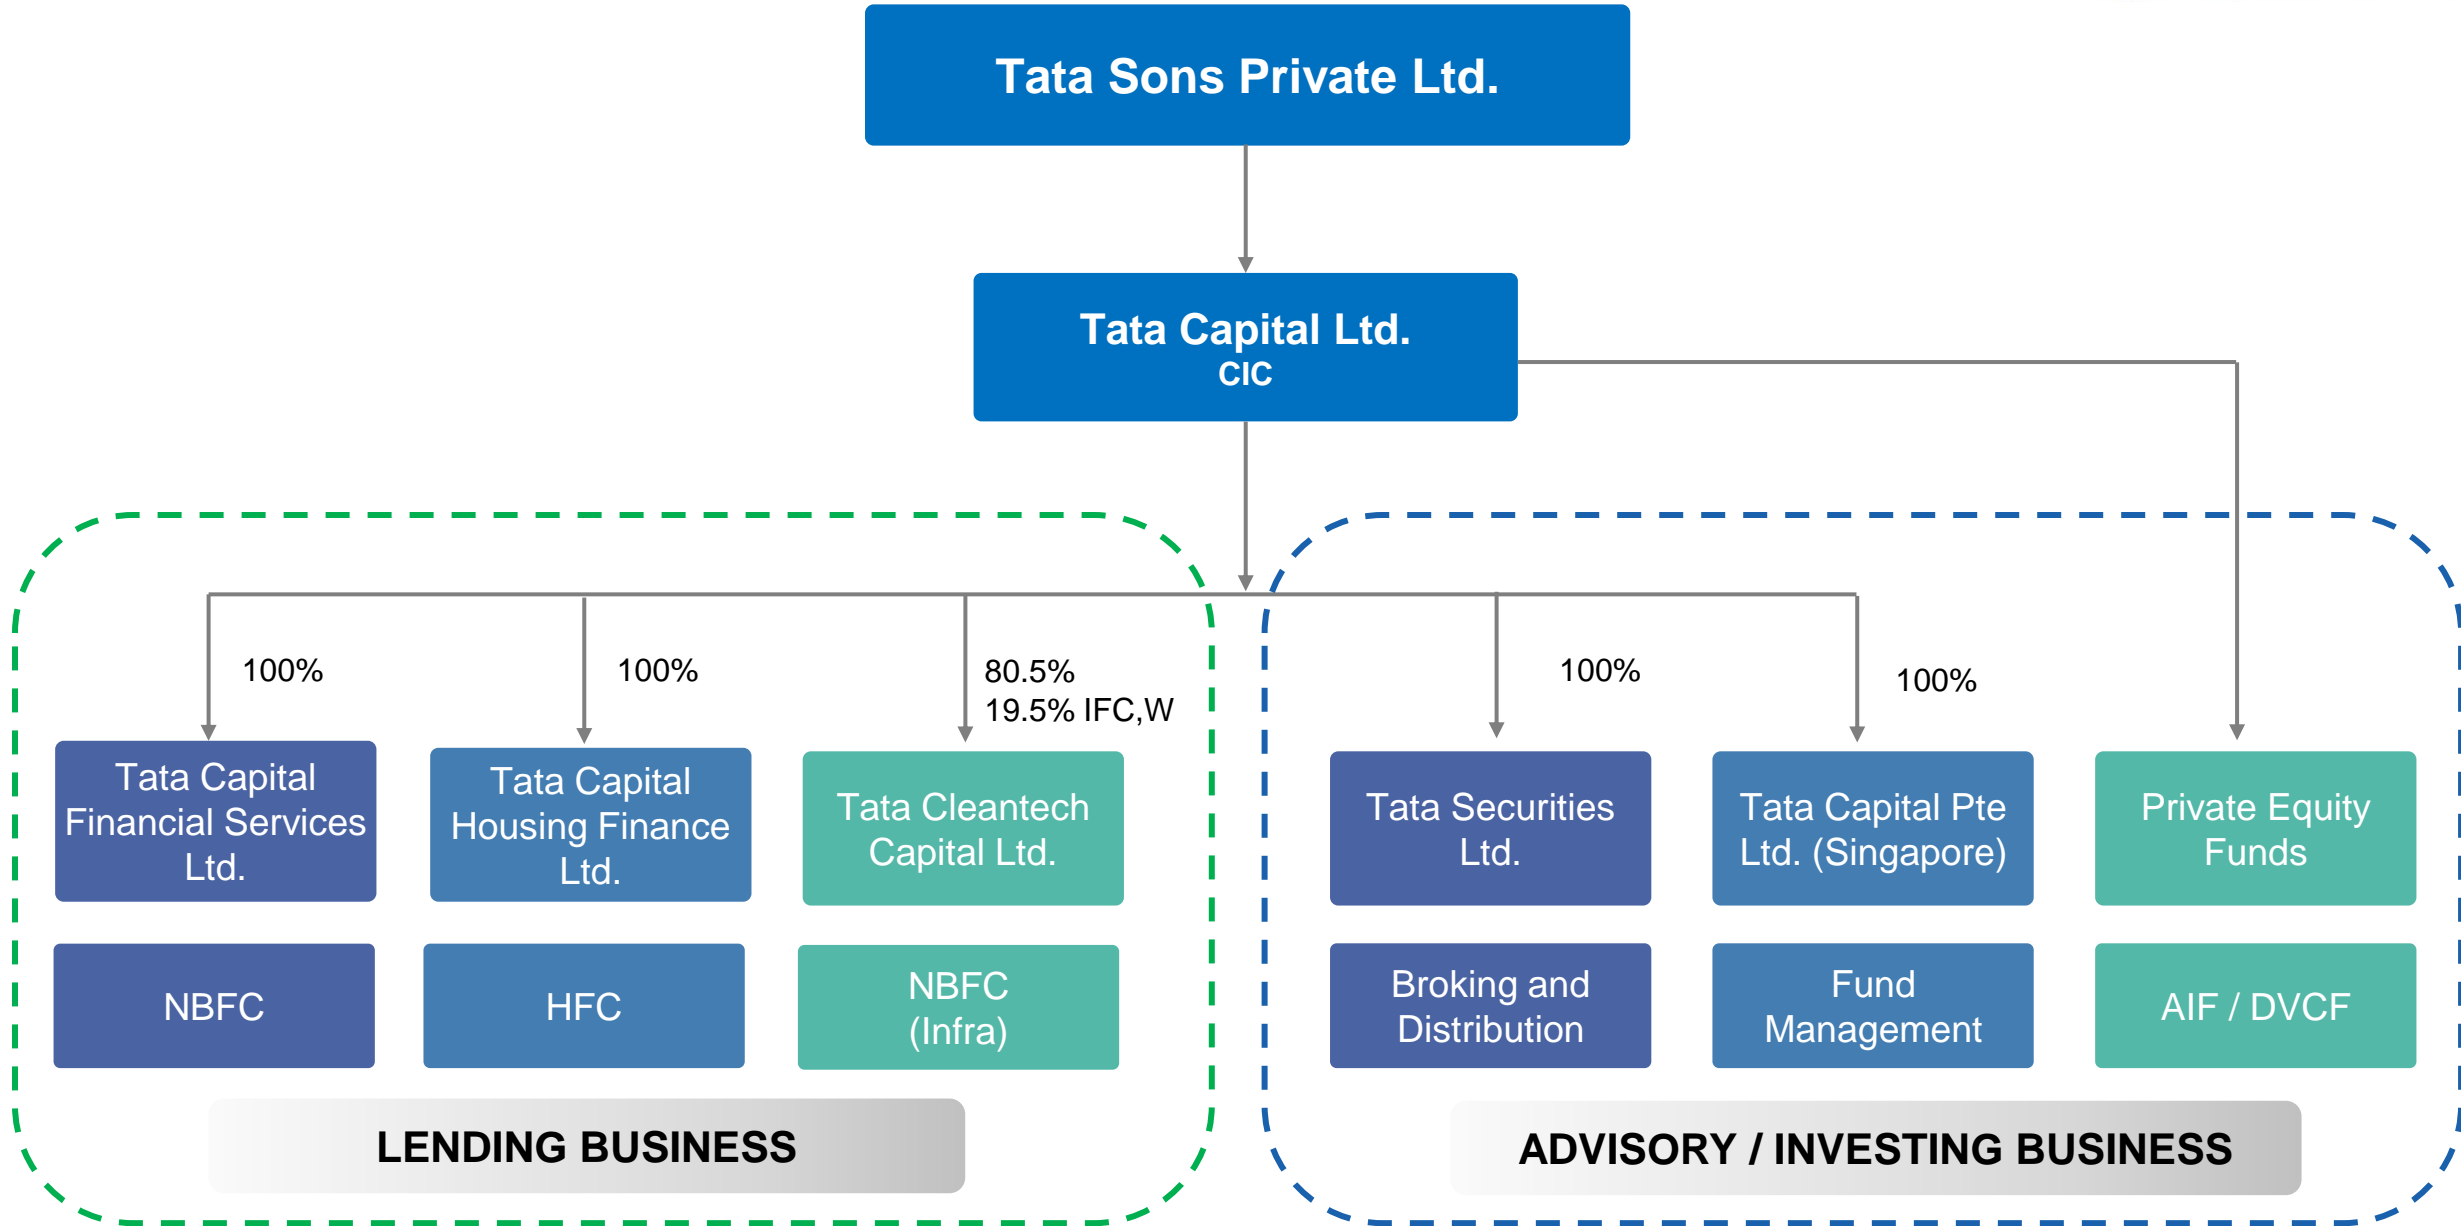 Tata Sons Private Ltd.
Tata Capital Ltd.
CIC
100%
100%
80.5%
19.5% IFC,W
100%
100%
Tata Capital
Financial Services
Ltd.
Tata Capital
Housing Finance
Ltd.
Tata Cleantech
Capital Ltd.
Tata Securities
Ltd.
Tata Capital Pte
Ltd. (Singapore)
Private Equity
Funds
NBFC
HFC
NBFC
(Infra)
Broking and
Distribution
Fund
Management
AIF / DVCF
LENDING BUSINESS
ADVISORY / INVESTING BUSINESS